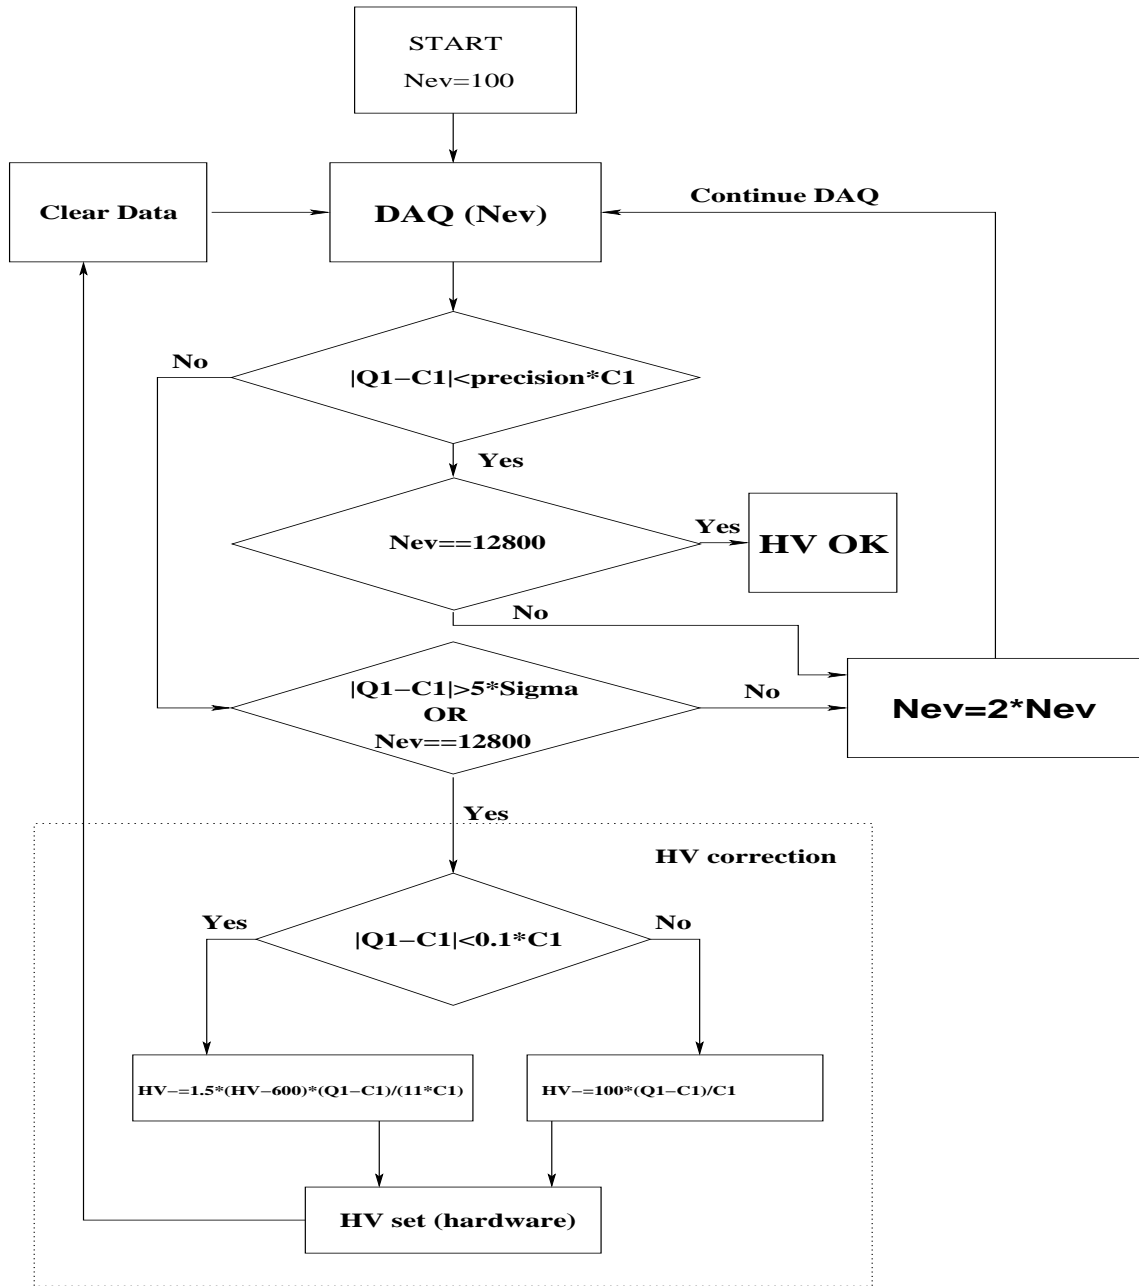 START
Nev=100
Clear Data
DAQ (Nev)
Continue DAQ
No
|Q1−C1|<precision*C1
Yes
Nev==12800
Yes
HV OK
No
|Q1−C1|>5*Sigma
OR
Nev==12800
No
Nev=2*Nev
Yes
HV correction
Yes
|Q1−C1|<0.1*C1
No
HV−=1.5*(HV−600)*(Q1−C1)/(11*C1)
HV−=100*(Q1−C1)/C1
HV set (hardware)